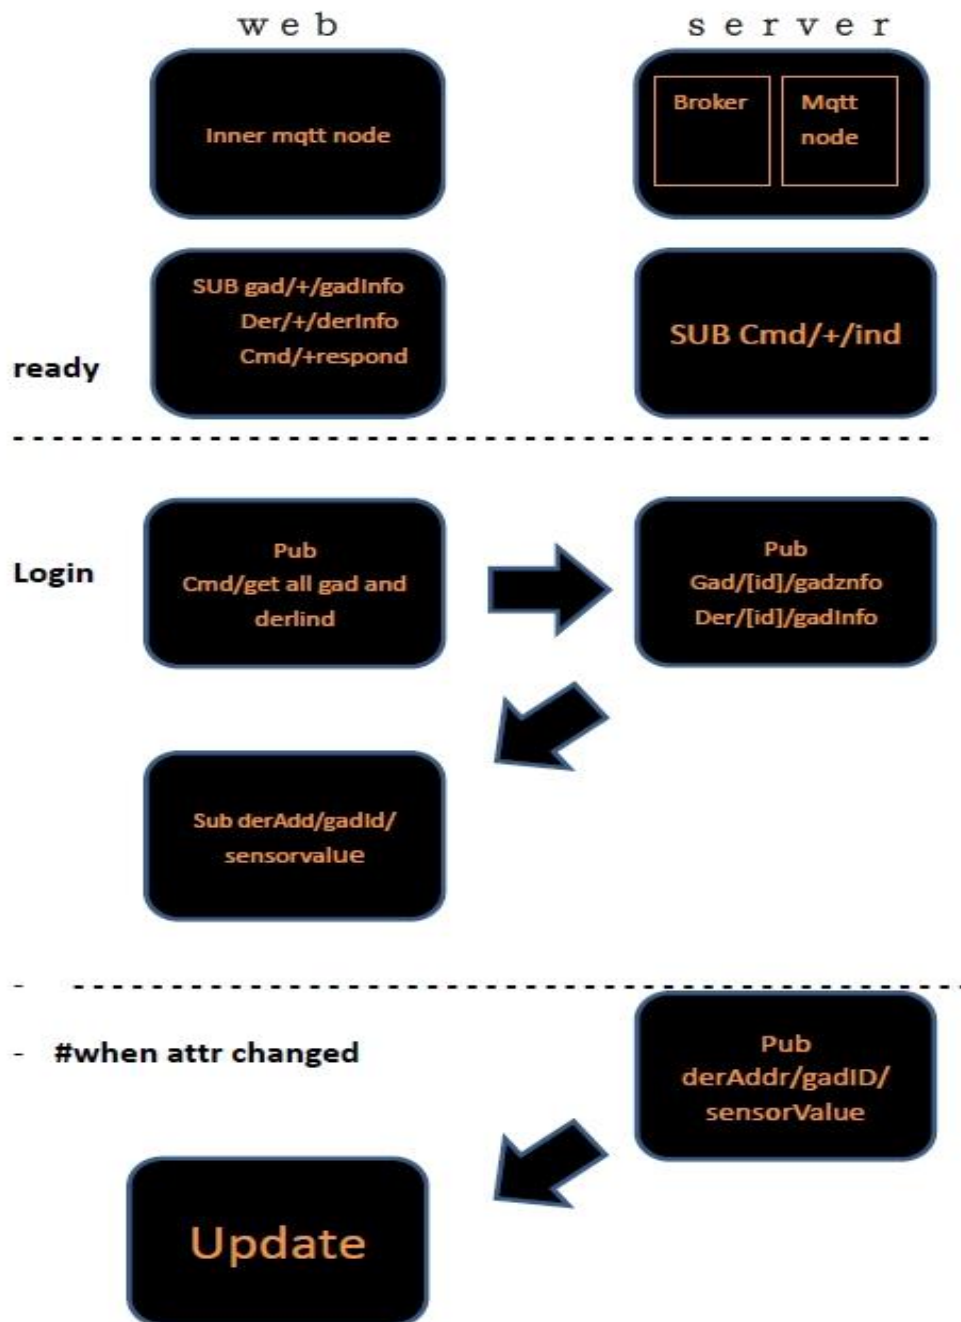 web
server
Inner mqtt node
Broker
Mqtt
node
SUB gad/+/gadInfo
Der/+/derInfo
Cmd/+respond
SUB Cmd/+/ind
ready
Login
Pub
Cmd/get all gad and
derlind
Pub
Gad/[id]/gadznfo
Der/[id]/gadInfo
Sub derAdd/gadId/
sensorvalue
- #when attr changed
Pub
derAddr/gadID/
sensorValue
Update